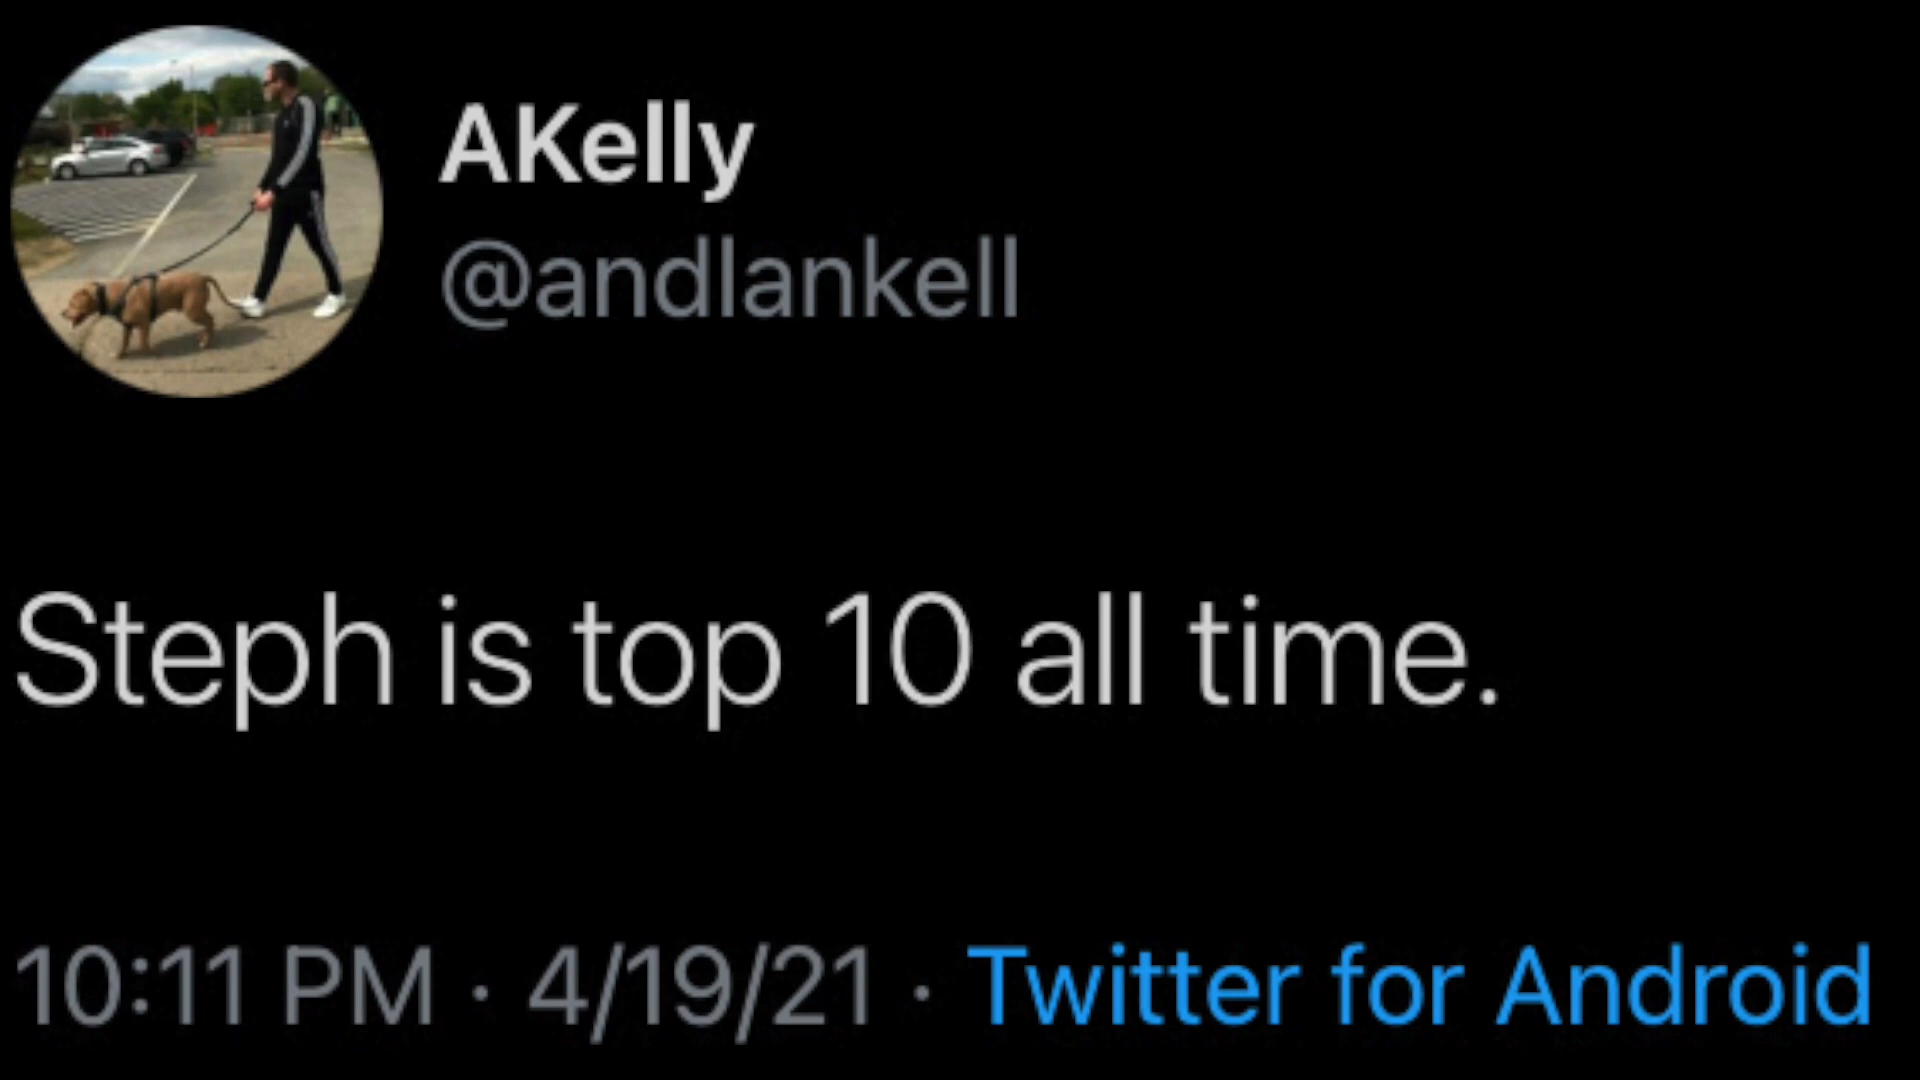 AKelly
@andlankell
Steph is top 10 all time.
10:11 PM · 4/19/21 · Twitter for Android